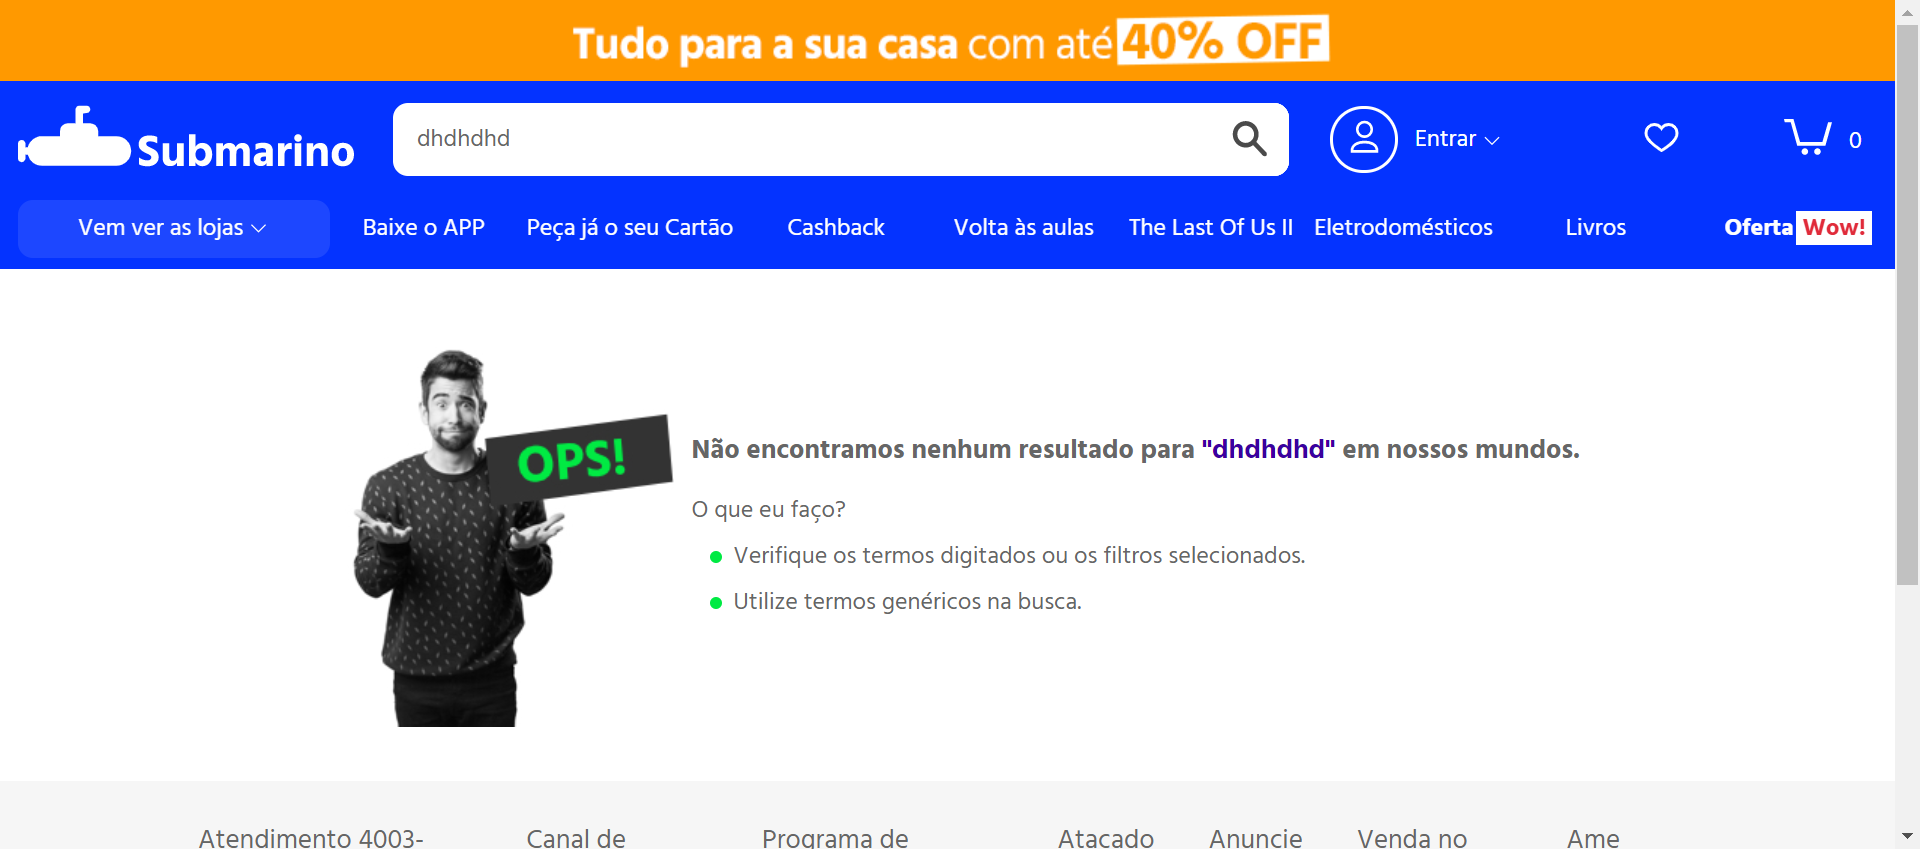 Tudo para a sua casa com até 40% OFF
Submarino
dhdhdhd
Entrar
0
Vem ver as lojas
Baixe o APP
Peça já o seu Cartão
Cashback
Volta às aulas
The Last Of Us II
Eletrodomésticos
Livros
Oferta Wow!
OPS!
Não encontramos nenhum resultado para "dhdhdhd" em nossos mundos.
O que eu faço?
Verifique os termos digitados ou os filtros selecionados.
Utilize termos genéricos na busca.
Atendimento 4003-
Canal de
Programa de
Atacado
Anuncie
Venda no
Ame